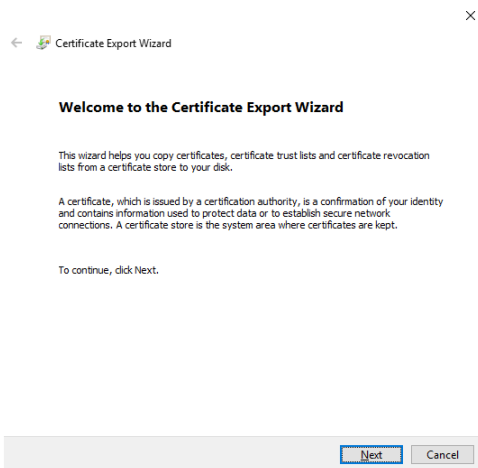 Certificate Export Wizard
Welcome to the Certificate Export Wizard
This wizard helps you copy certificates, certificate trust lists and certificate revocation
lists from a certificate store to your disk.
A certificate, which is issued by a certification authority, is a confirmation of your identity
and contains information used to protect data or to establish secure network
connections. A certificate store is the system area where certificates are kept.
To continue, click Next.
Next
Cancel